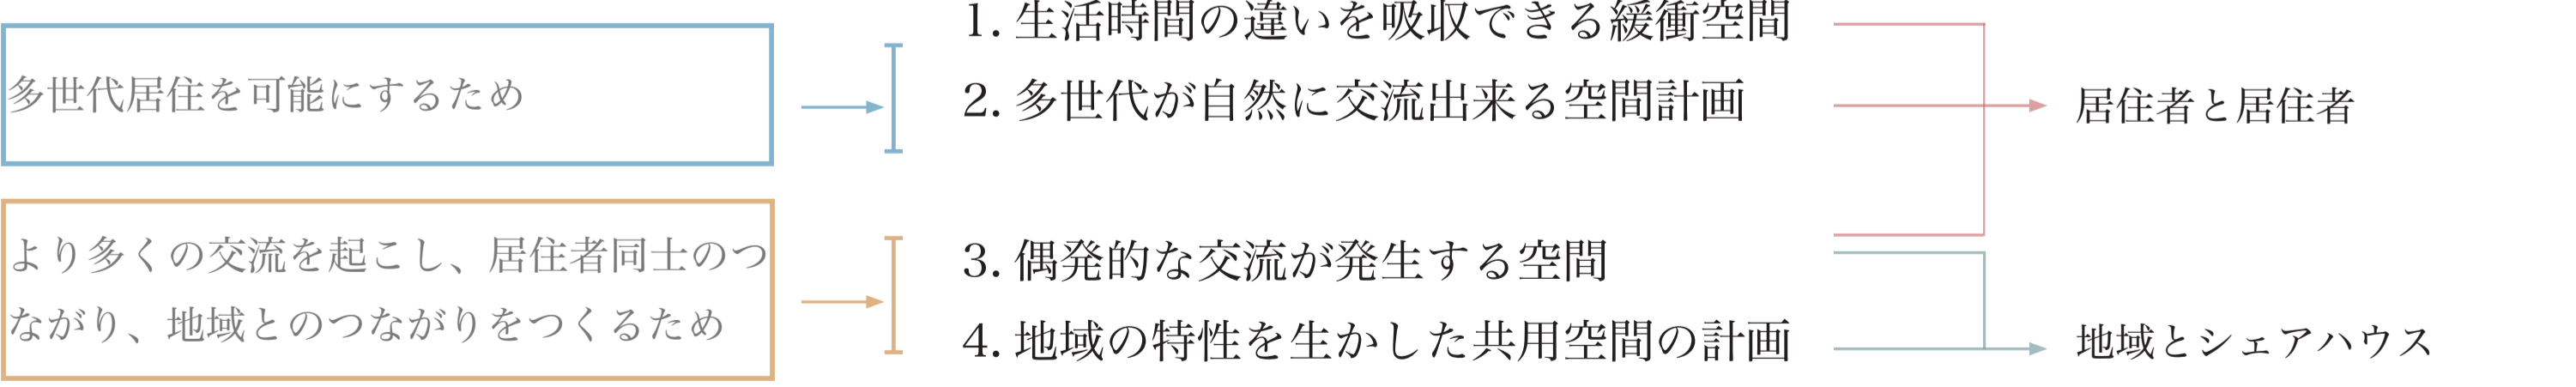 多世代居住を可能にするため
より多くの交流を起こし、居住者同士のつ
ながり、地域とのつながりをつくるため
1. 生活時間の違いを吸収できる緩衝空間
2. 多世代が自然に交流出来る空間計画
3. 偶発的な交流が発生する空間
4. 地域の特性を生かした共用空間の計画
居住者と居住者
地域とシェアハウス